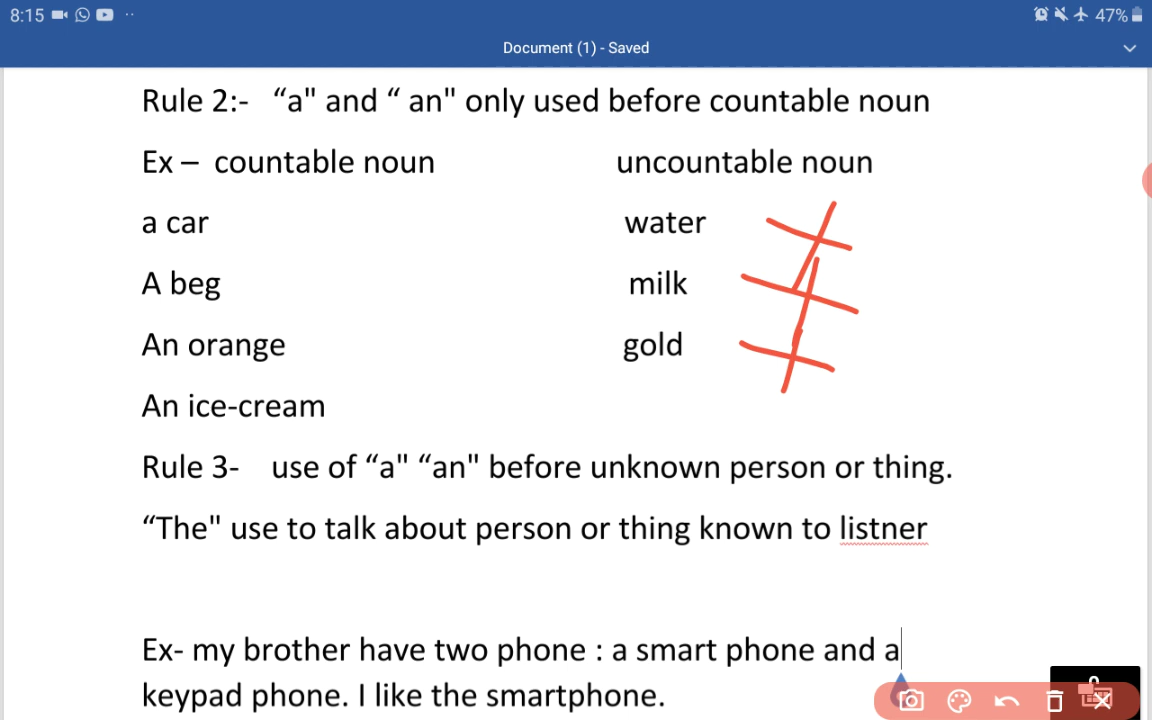 8:15 47%
Document (1) - Saved
Rule 2:- “a" and “ an" only used before countable noun
Ex – countable noun uncountable noun
a car water
A beg milk
An orange gold
An ice-cream
Rule 3- use of “a" “an" before unknown person or thing.
“The" use to talk about person or thing known to listner
Ex- my brother have two phone : a smart phone and a
keypad phone. I like the smartphone.